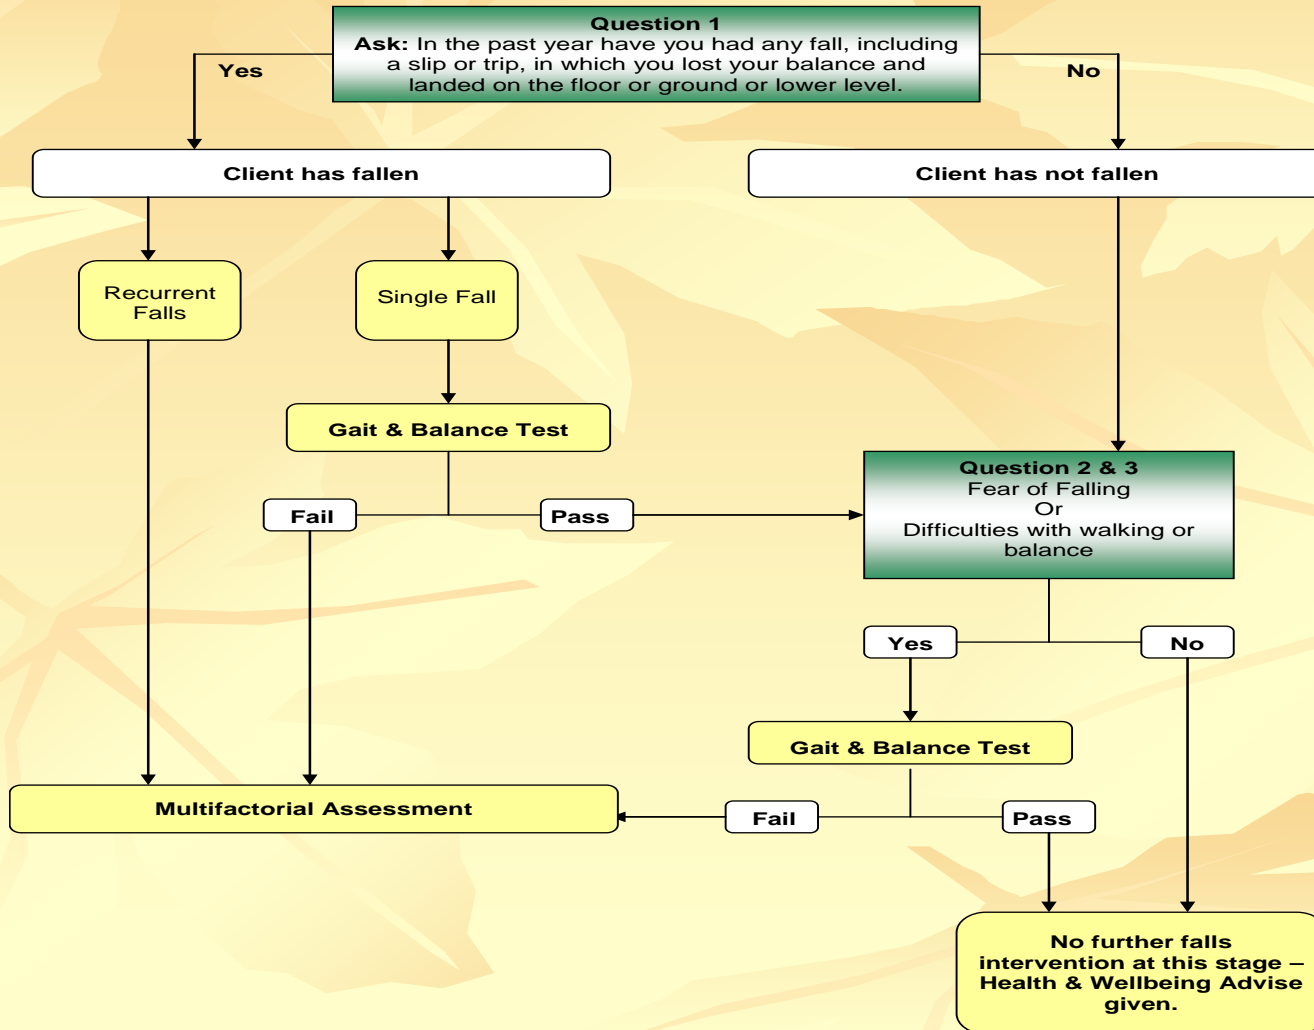 Question 1
Ask: In the past year have you had any fall, including
a slip or trip, in which you lost your balance and
landed on the floor or ground or lower level.
Yes
No
Client has fallen
Client has not fallen
Recurrent
Falls
Single Fall
Gait & Balance Test
Fail
Pass
Question 2 & 3
Fear of Falling
Or
Difficulties with walking or
balance
Yes
No
Gait & Balance Test
Multifactorial Assessment
Fail
Pass
No further falls
intervention at this stage –
Health & Wellbeing Advise
given.